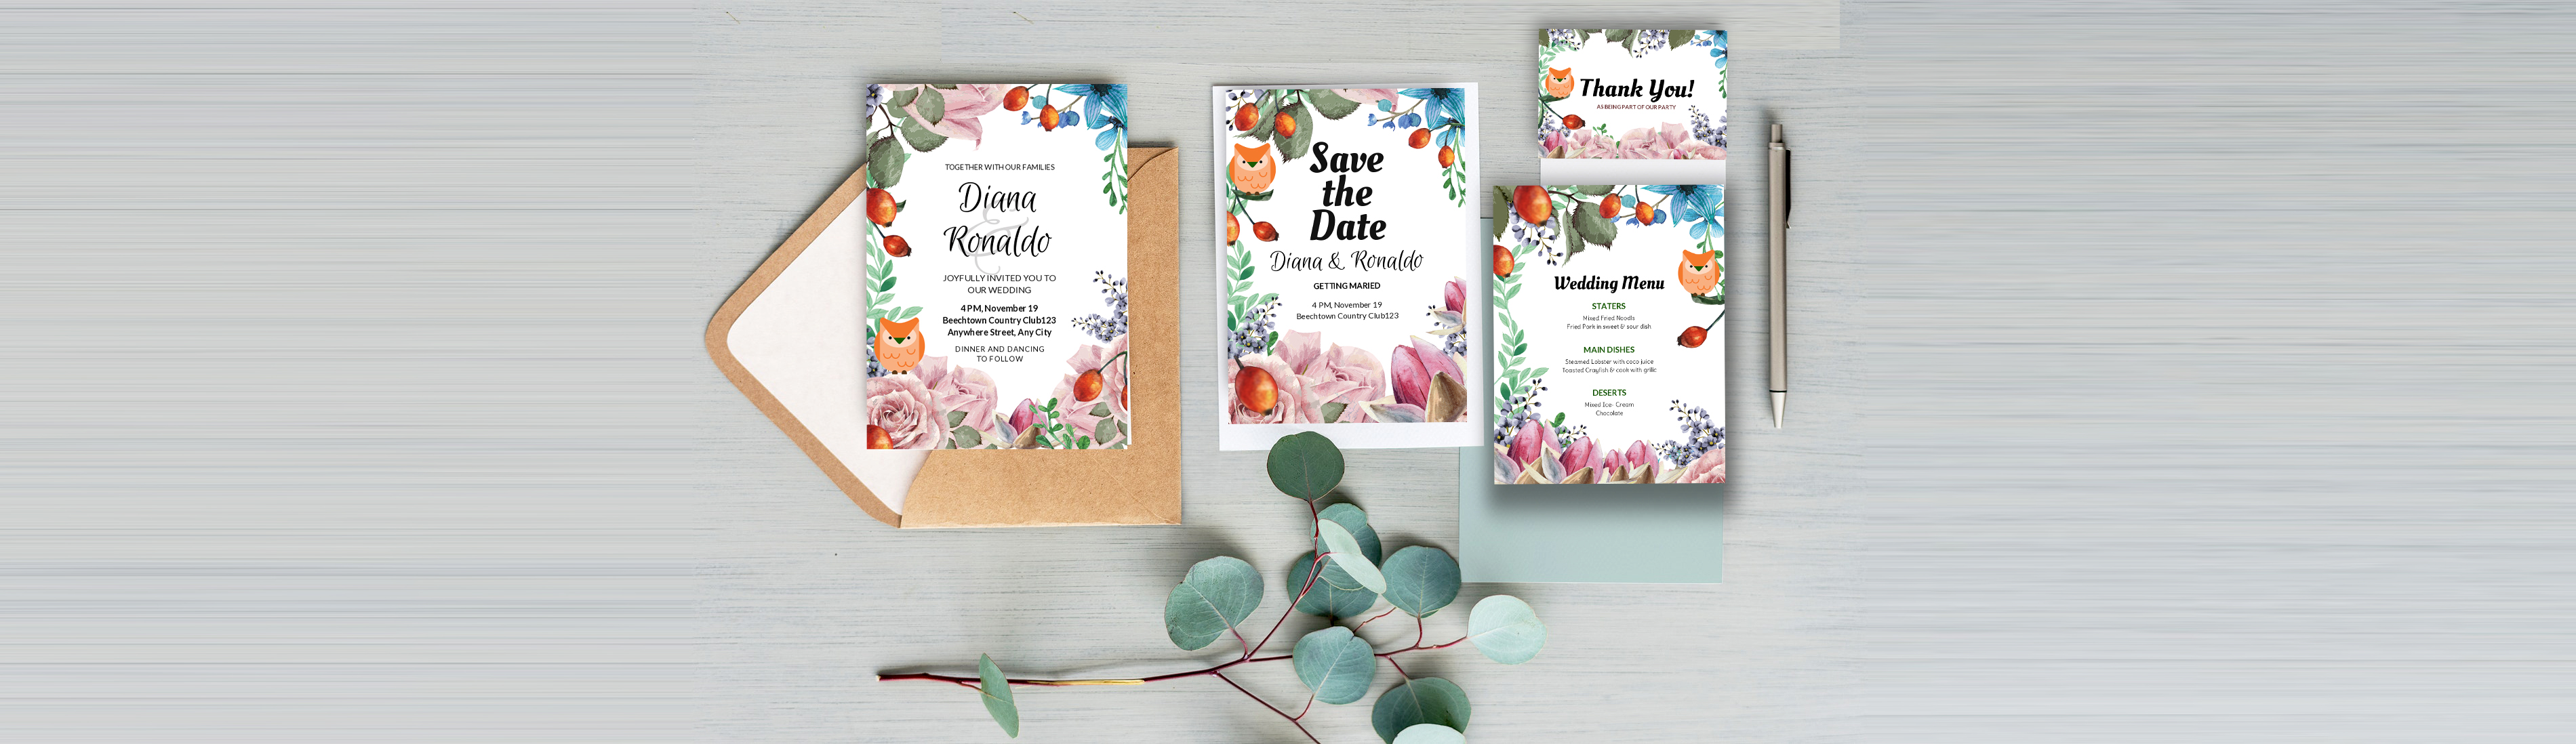 TOGETHER WITH OUR FAMILIES
Diana
&
Ronaldo
JOYFULLY INVITED YOU TO
OUR WEDDING
4 PM, November 19
Beechtown Country Club123
Anywhere Street, Any City
DINNER AND DANCING
TO FOLLOW
Save
the
Date
Diana & Ronaldo
GETTING MARIED
4 PM, November 19
Beechtown Country Club123
Thank You!
AS BEING PART OF OUR PARTY
Wedding Menu
STATERS
Mixed Fried Noodls
Fried Pork in sweet & sour dish
MAIN DISHES
Steamed Lobster with coco juice
Toasted Crayfish & cook with grillic
DESERTS
Mixed Ice- Cream
Chocolate